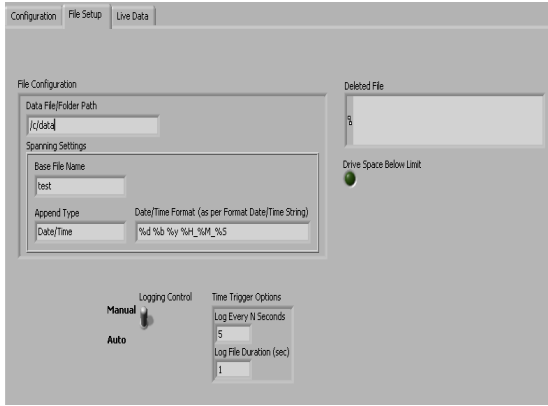 Configuration File Setup Live Data
File Configuration
Data File/Folder Path
/c/data
Spanning Settings
Base File Name
test
Append Type
Date/Time
Date/Time Format (as per Format Date/Time String)
%d %b %y %H_%M_%S
Deleted File
Drive Space Below Limit
Logging Control
Manual
Auto
Time Trigger Options
Log Every N Seconds
5
Log File Duration (sec)
1